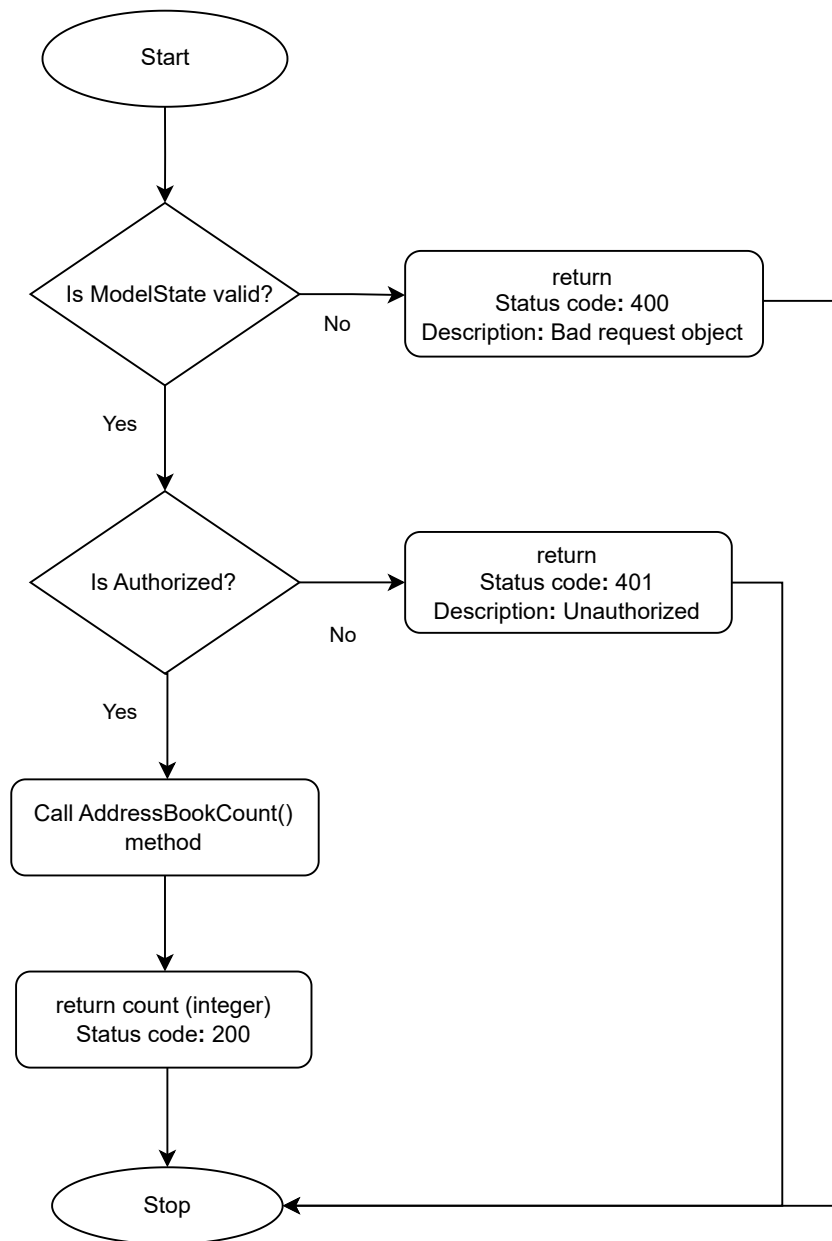 Start
Is ModelState valid?
No
return
Status code: 400
Description: Bad request object
Yes
Is Authorized?
No
return
Status code: 401
Description: Unauthorized
Yes
Call AddressBookCount()
method
return count (integer)
Status code: 200
Stop